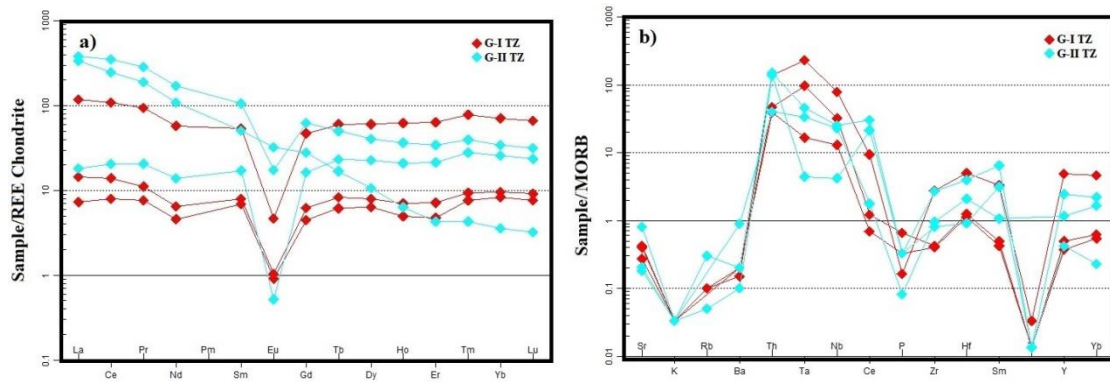 a)
G-I TZ
G-II TZ
Sample/REE Chondrite
1000
100
10
1
0.1
La Pr Pm Eu Tb Ho Tm Lu
Ce Nd Sm Gd Dy Er Yb
b)
G-I TZ
G-II TZ
Sample/MORB
1000
100
10
1
0.1
0.01
Sr Rb Th Nb P Hf Yb
K Ba Ta Ce Zr Sm Y